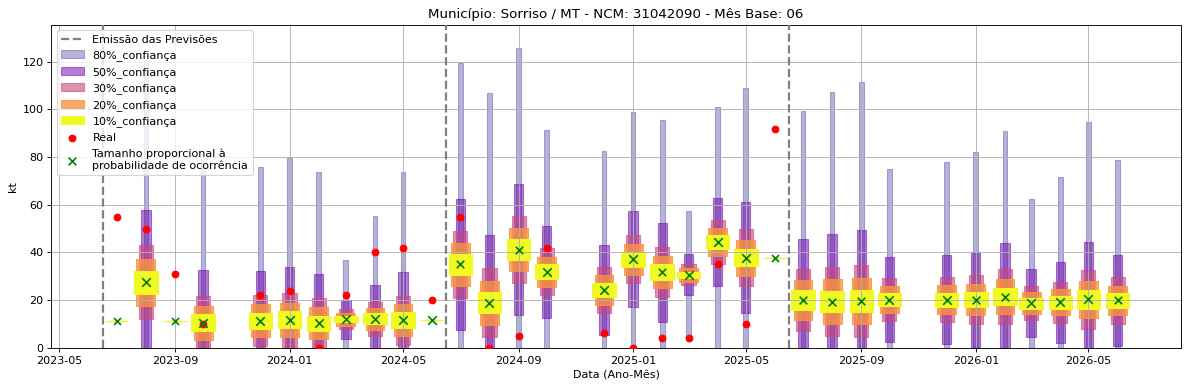 Município: Sorriso / MT - NCM: 31042090 - Mês Base: 06
Emissão das Previsões
80%_confiança
50%_confiança
30%_confiança
20%_confiança
10%_confiança
Real
Tamanho proporcional à
probabilidade de ocorrência
kt
120
100
80
60
40
20
0
2023-05
2023-09
2024-01
2024-05
2024-09
2025-01
2025-05
2025-09
2026-01
2026-05
Data (Ano-Mês)